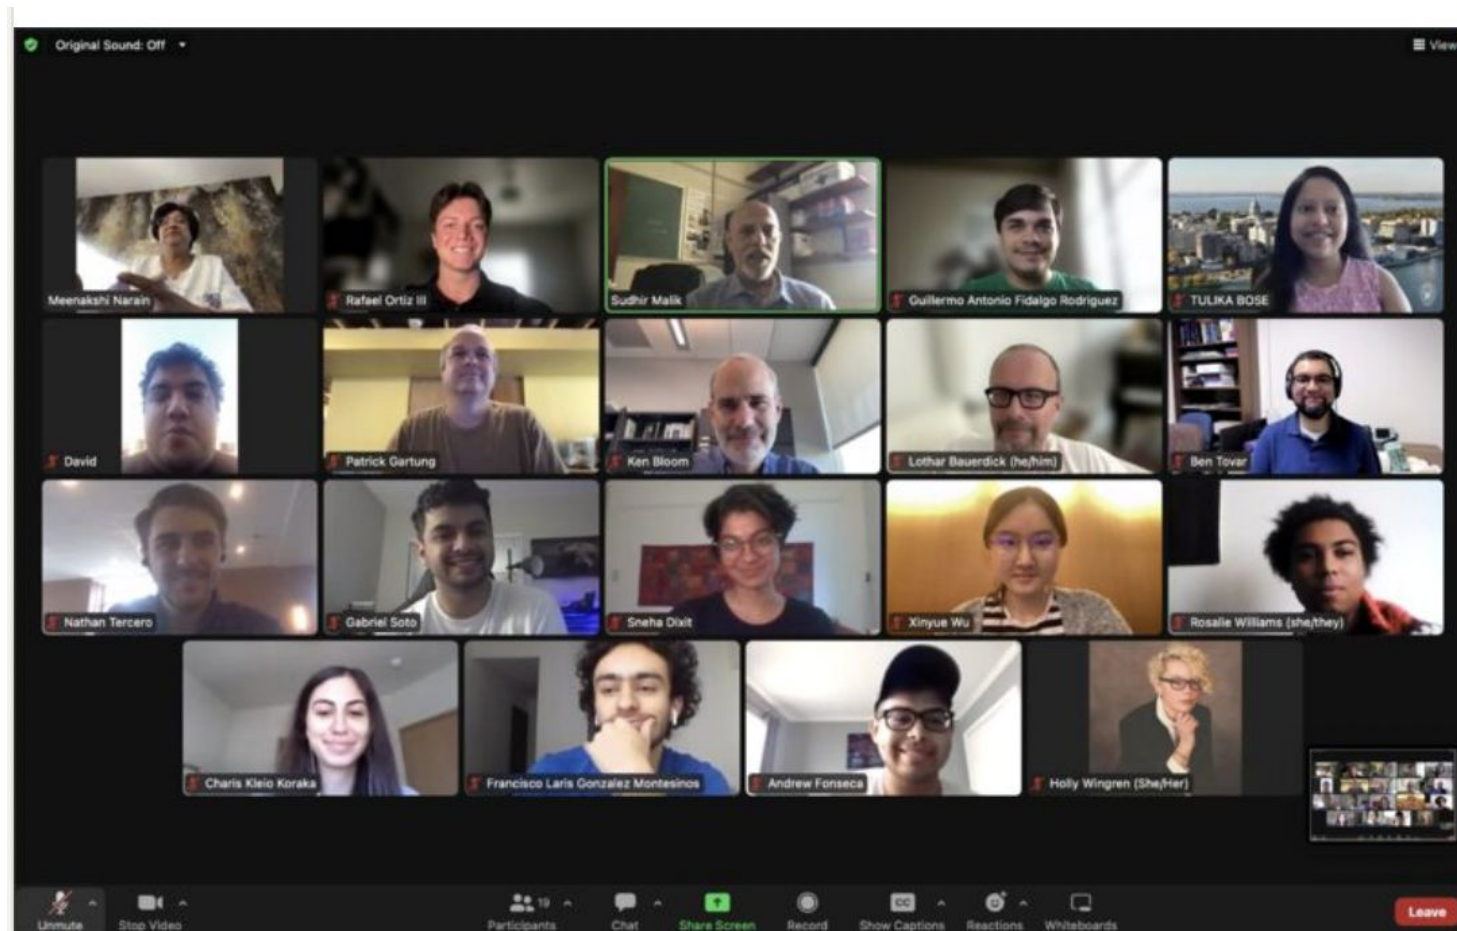 Original Sound: Off
View
Meenakshi Narain
Rafael Ortiz III
Sudhir Malik
Guillermo Antonio Fidalgo Rodriguez
TULIKA BOSE
David
Patrick Gartung
Ken Bloom
Lothar Bauerdick (he/him)
Ben Tovar
Nathan Tercero
Gabriel Soto
Sneha Dixit
Xinyue Wu
Rosalie Williams (she/they)
Charis Kleio Koraka
Francisco Laris Gonzalez Montesinos
Andrew Fonseca
Holly Wingren (She/Her)
Unmute
Stop Video
19
Participants
Chat
Share Screen
Record
CC
Show Captions
Reactions
Whiteboards
Leave